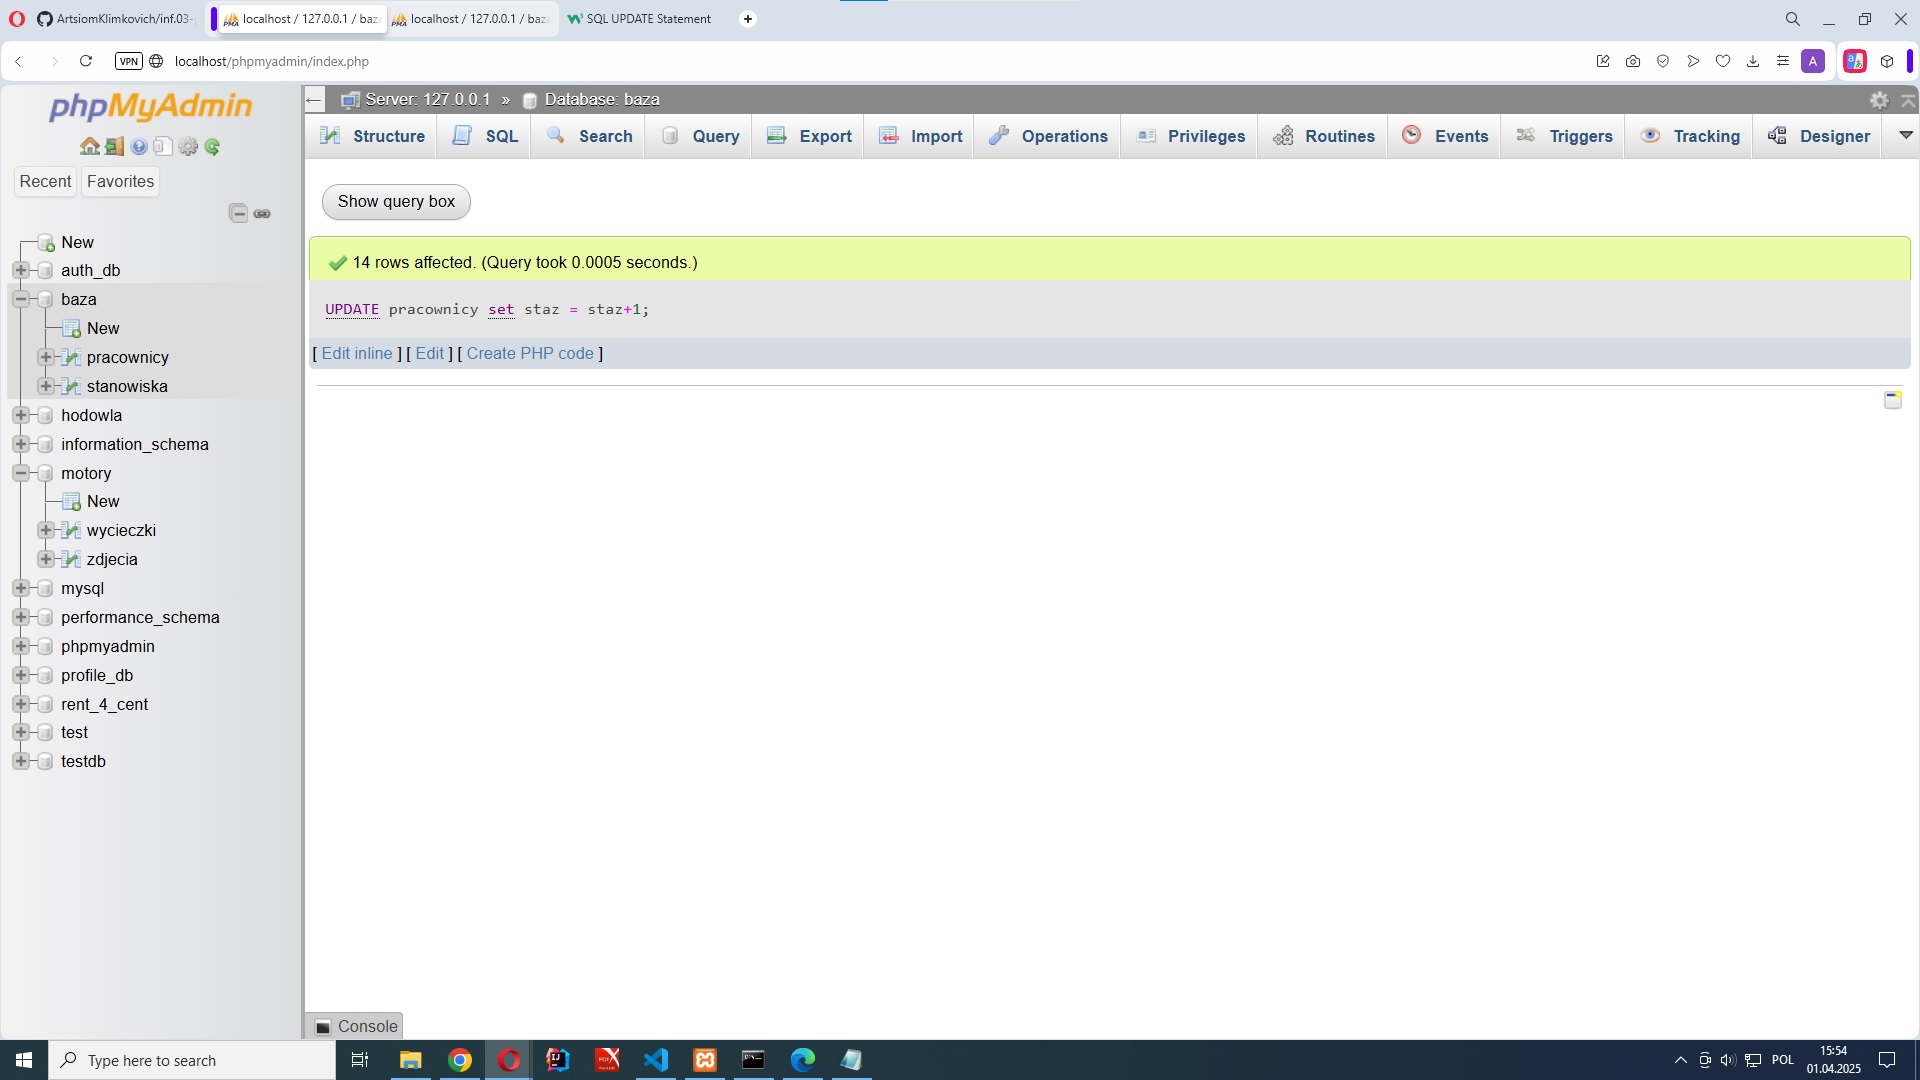 ArtsiomKlimkovich/inf.03-
localhost / 127.0.0.1 / baza
localhost / 127.0.0.1 / baza
SQL UPDATE Statement
VPN
localhost/phpmyadmin/index.php
A
phpMyAdmin
Recent
Favorites
New
auth_db
baza
New
pracownicy
stanowiska
hodowla
information_schema
motory
New
wycieczki
zdjecia
mysql
performance_schema
phpmyadmin
profile_db
rent_4_cent
test
testdb
Server: 127.0.0.1 » Database: baza
Structure SQL Search Query Export Import Operations Privileges Routines Events Triggers Tracking Designer
Show query box
14 rows affected. (Query took 0.0005 seconds.)
UPDATE pracownicy set staz = staz+1;
[ Edit inline ] [ Edit ] [ Create PHP code ]
Console
Type here to search
POL
15:54
01.04.2025